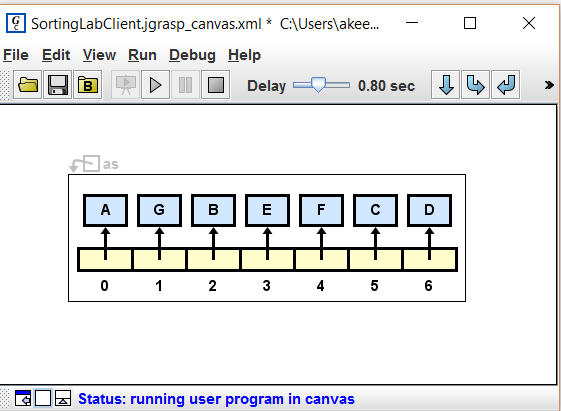 SortingLabClient.jgrasp_canvas.xml * C:\Users\akee...
File Edit View Run Debug Help
B Delay 0.80 sec »
as
A G B E F C D
0 1 2 3 4 5 6
Status: running user program in canvas